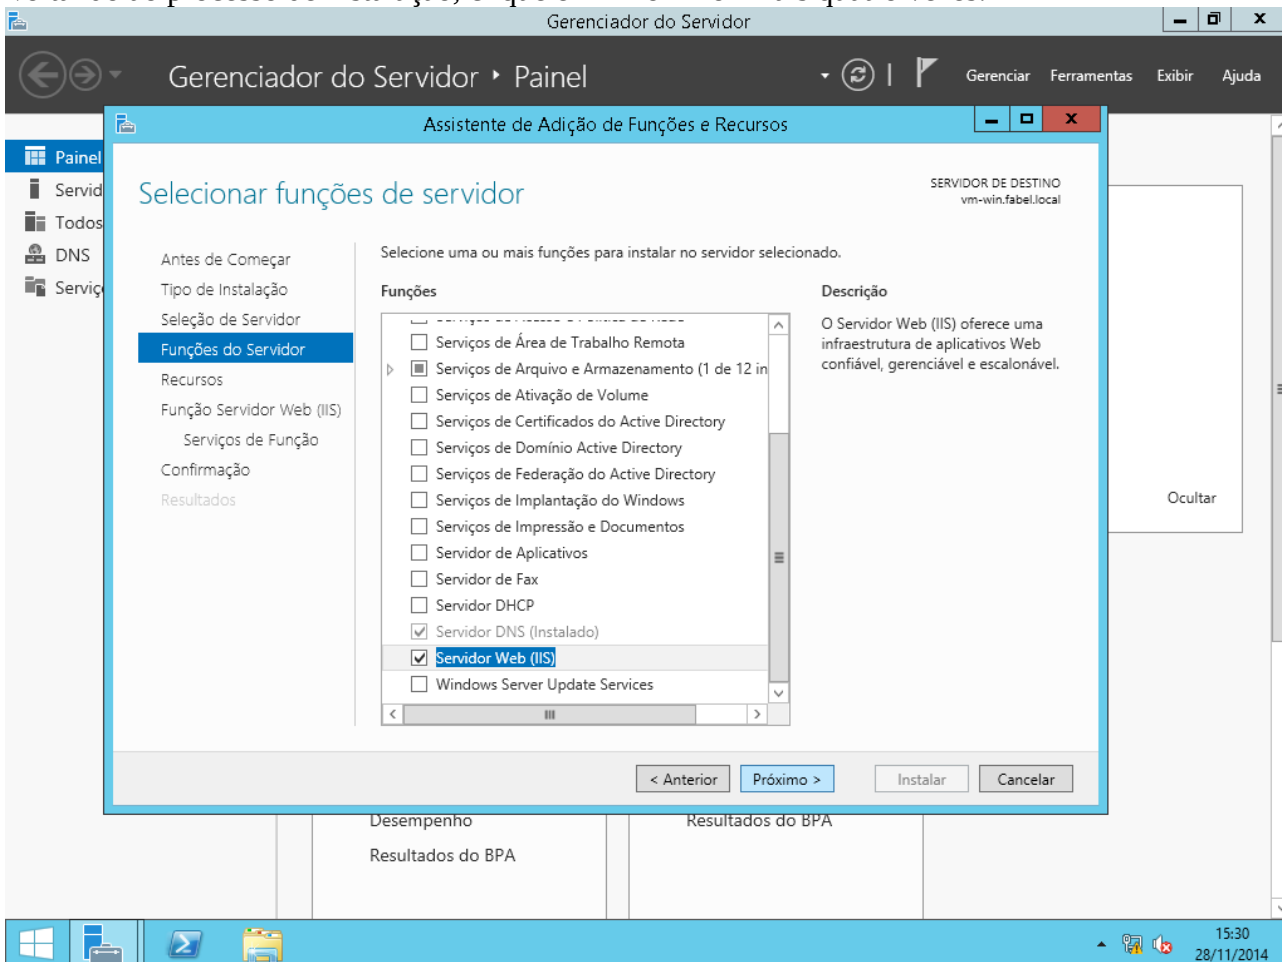 Gerenciador do Servidor
Gerenciador do Servidor ‣ Painel
Gerenciar Ferramentas Exibir Ajuda
Assistente de Adição de Funções e Recursos
Painel
Todos
DNS
Selecionar funções de servidor
SERVIDOR DE DESTINO
vm-win.fabel.local
Antes de Começar
Tipo de Instalação
Seleção de Servidor
Funções do Servidor
Recursos
Função Servidor Web (IIS)
Serviços de Função
Confirmação
Resultados
Selecione uma ou mais funções para instalar no servidor selecionado.
Funções
Serviços de Área de Trabalho Remota
Serviços de Arquivo e Armazenamento (1 de 12 in
Serviços de Ativação de Volume
Serviços de Certificados do Active Directory
Serviços de Domínio Active Directory
Serviços de Federação do Active Directory
Serviços de Implantação do Windows
Serviços de Impressão e Documentos
Servidor de Aplicativos
Servidor de Fax
Servidor DHCP
Servidor DNS (Instalado)
Servidor Web (IIS)
Windows Server Update Services
Descrição
O Servidor Web (IIS) oferece uma
infraestrutura de aplicativos Web
confiável, gerenciável e escalonável.
Ocultar
< Anterior Próximo > Instalar Cancelar
Desempenho
Resultados do BPA
Resultados do BPA
15:30
28/11/2014